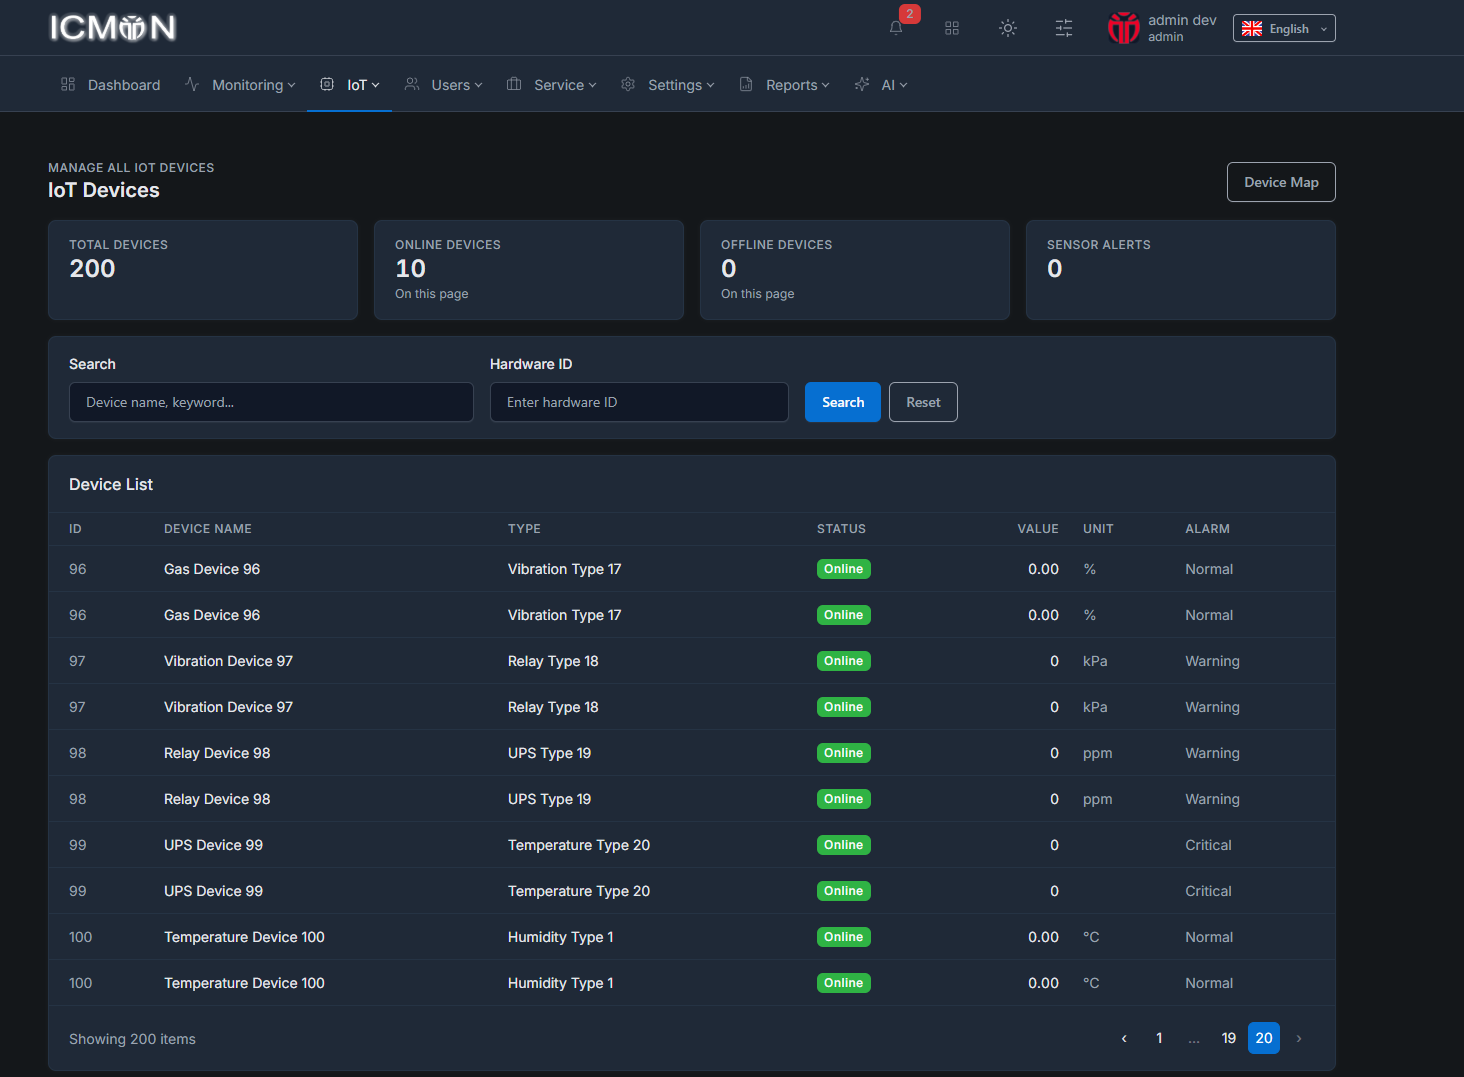 ICMON
2
admin dev
admin
English
Dashboard
Monitoring
IoT
Users
Service
Settings
Reports
AI
MANAGE ALL IOT DEVICES
IoT Devices
Device Map
TOTAL DEVICES
200
ONLINE DEVICES
10
On this page
OFFLINE DEVICES
0
On this page
SENSOR ALERTS
0
Search
Hardware ID
Device name, keyword...
Enter hardware ID
Search
Reset
Device List
ID DEVICE NAME TYPE STATUS VALUE UNIT ALARM
96 Gas Device 96 Vibration Type 17 Online 0.00 % Normal
96 Gas Device 96 Vibration Type 17 Online 0.00 % Normal
97 Vibration Device 97 Relay Type 18 Online 0 kPa Warning
97 Vibration Device 97 Relay Type 18 Online 0 kPa Warning
98 Relay Device 98 UPS Type 19 Online 0 ppm Warning
98 Relay Device 98 UPS Type 19 Online 0 ppm Warning
99 UPS Device 99 Temperature Type 20 Online 0 Critical
99 UPS Device 99 Temperature Type 20 Online 0 Critical
100 Temperature Device 100 Humidity Type 1 Online 0.00 °C Normal
100 Temperature Device 100 Humidity Type 1 Online 0.00 °C Normal
Showing 200 items
‹ 1 ... 19 20 ›